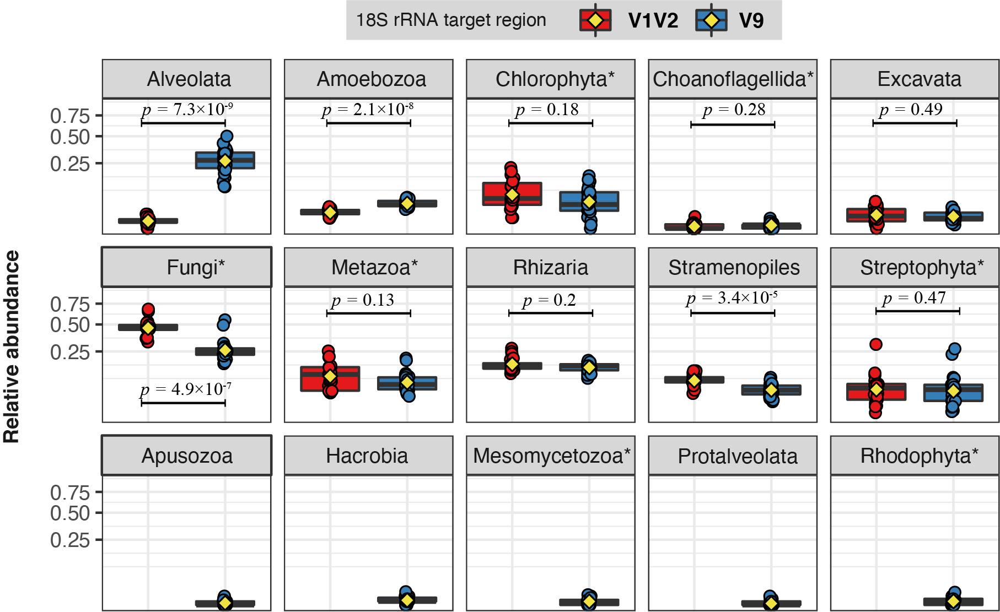 18S rRNA target region V1V2 V9
Alveolata Amoebozoa Chlorophyta* Choanoflagellida* Excavata
p = 7.3×10-9 p = 2.1×10-8 p = 0.18 p = 0.28 p = 0.49
0.75
0.50
0.25
Relative abundance
Fungi* Metazoa* Rhizaria Stramenopiles Streptophyta*
p = 0.13 p = 0.2 p = 3.4×10-5 p = 0.47
0.75
0.50
0.25
p = 4.9×10-7
Apusozoa Hacrobia Mesomycetozoa* Protalveolata Rhodophyta*
0.75
0.50
0.25